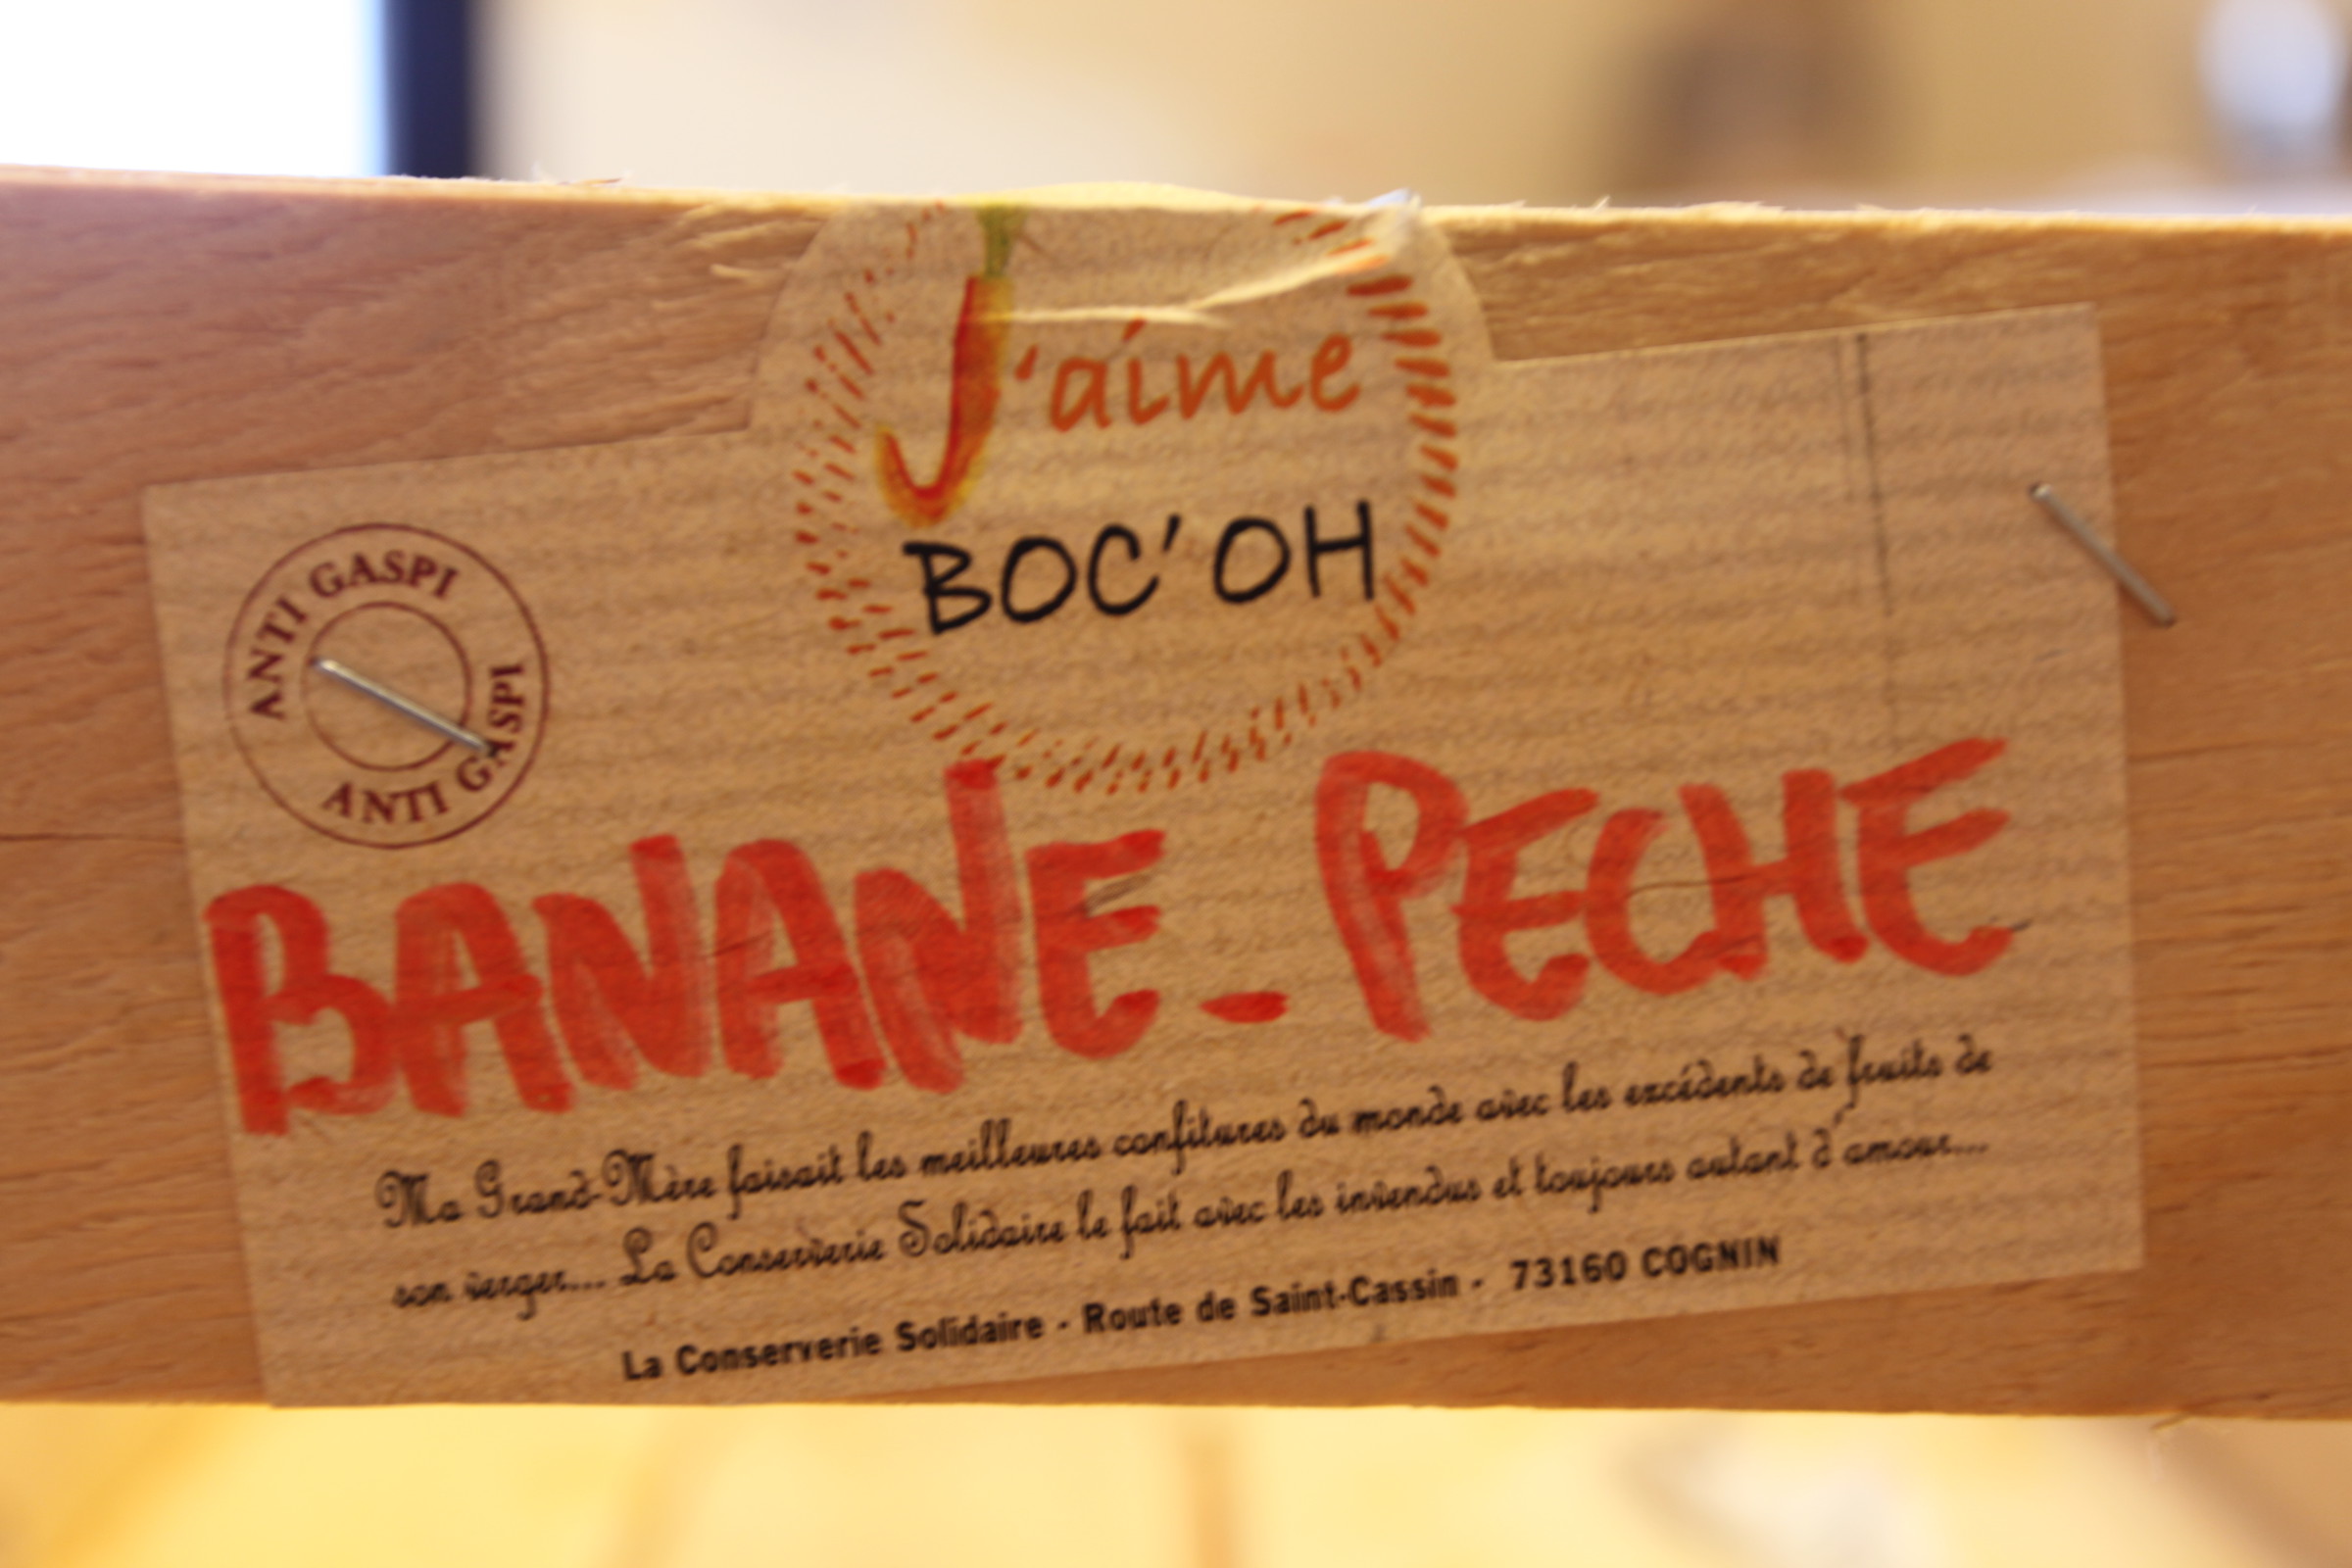 J'aime
BOC'OH
ANTI GASPI
ANTI GASPI
BANANE - PECHE
Ma Grand-Mère faisait les meilleures confitures du monde avec les excédents de fruits de
son verger... La Conserverie Solidaire le fait avec les invendus et toujours autant d'amour...
La Conserverie Solidaire - Route de Saint-Cassin - 73160 COGNIN